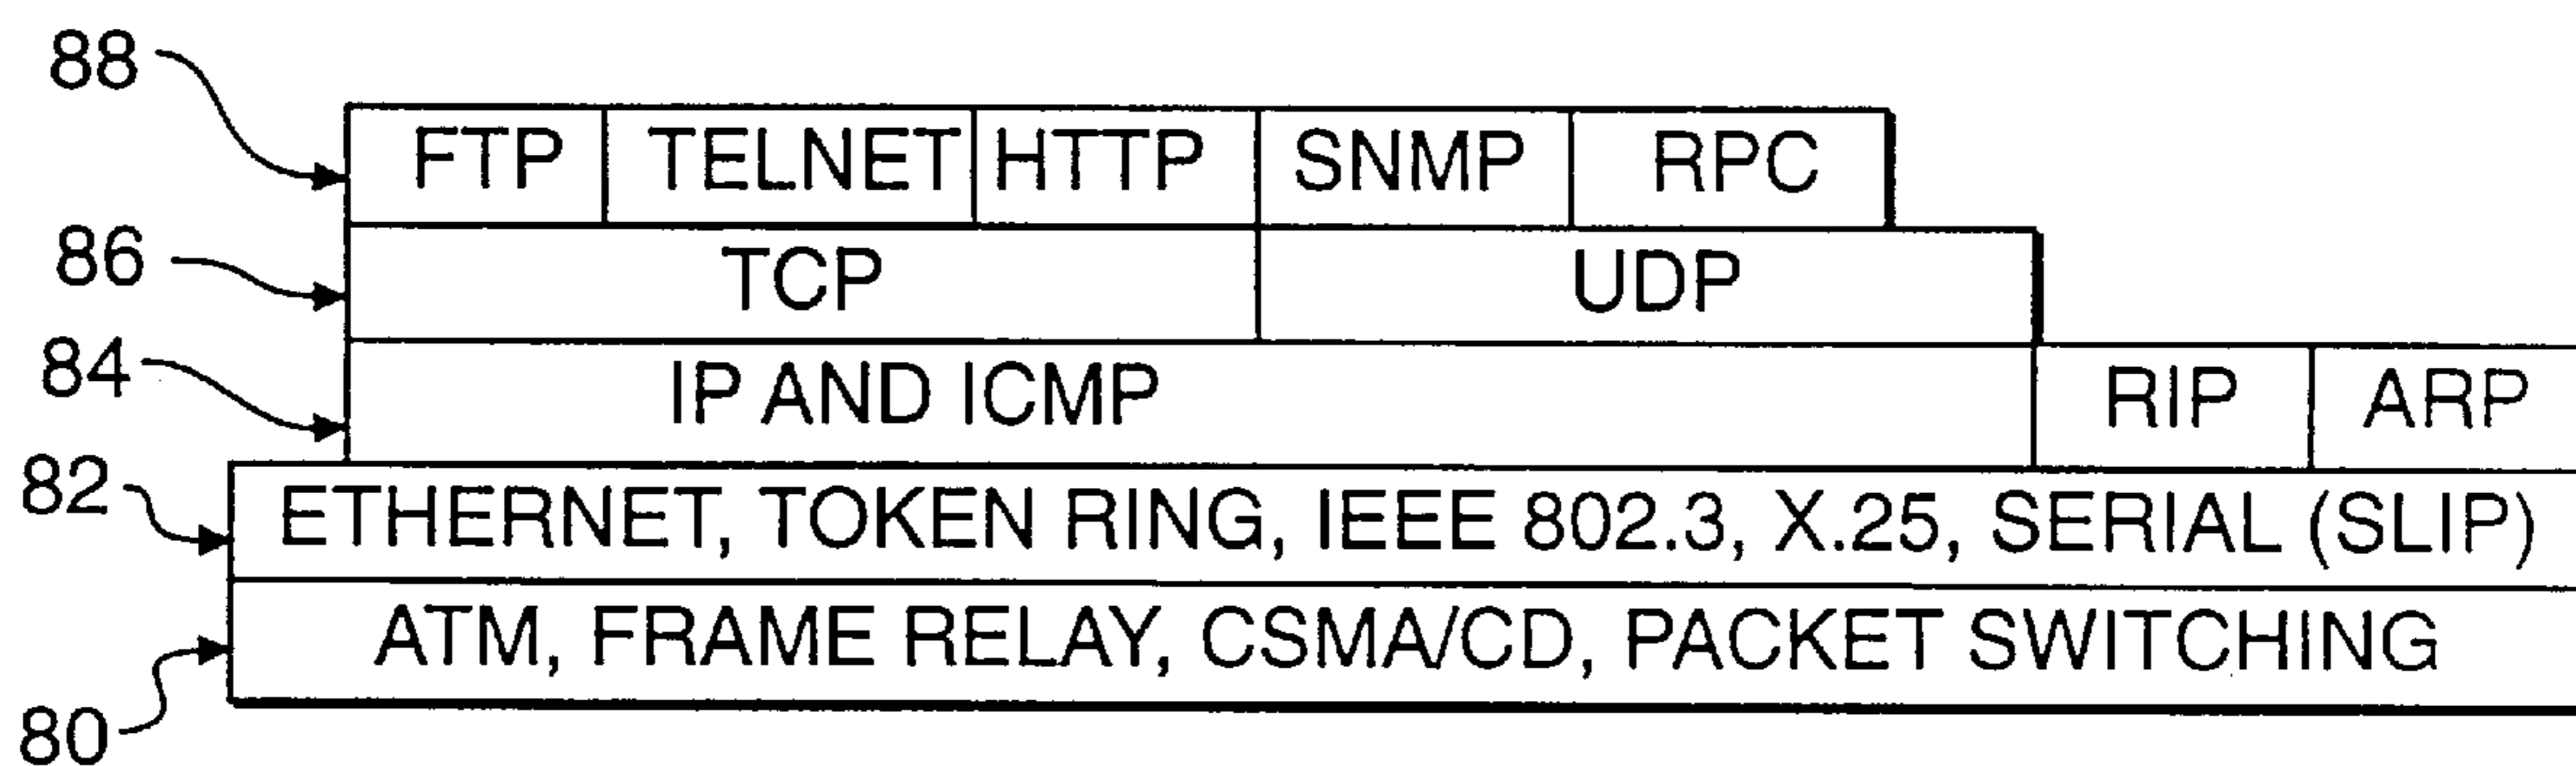 88
FTP TELNET HTTP SNMP RPC
86
TCP UDP
84
IP AND ICMP RIP ARP
82
ETHERNET, TOKEN RING, IEEE 802.3, X.25, SERIAL (SLIP)
ATM, FRAME RELAY, CSMA/CD, PACKET SWITCHING
80